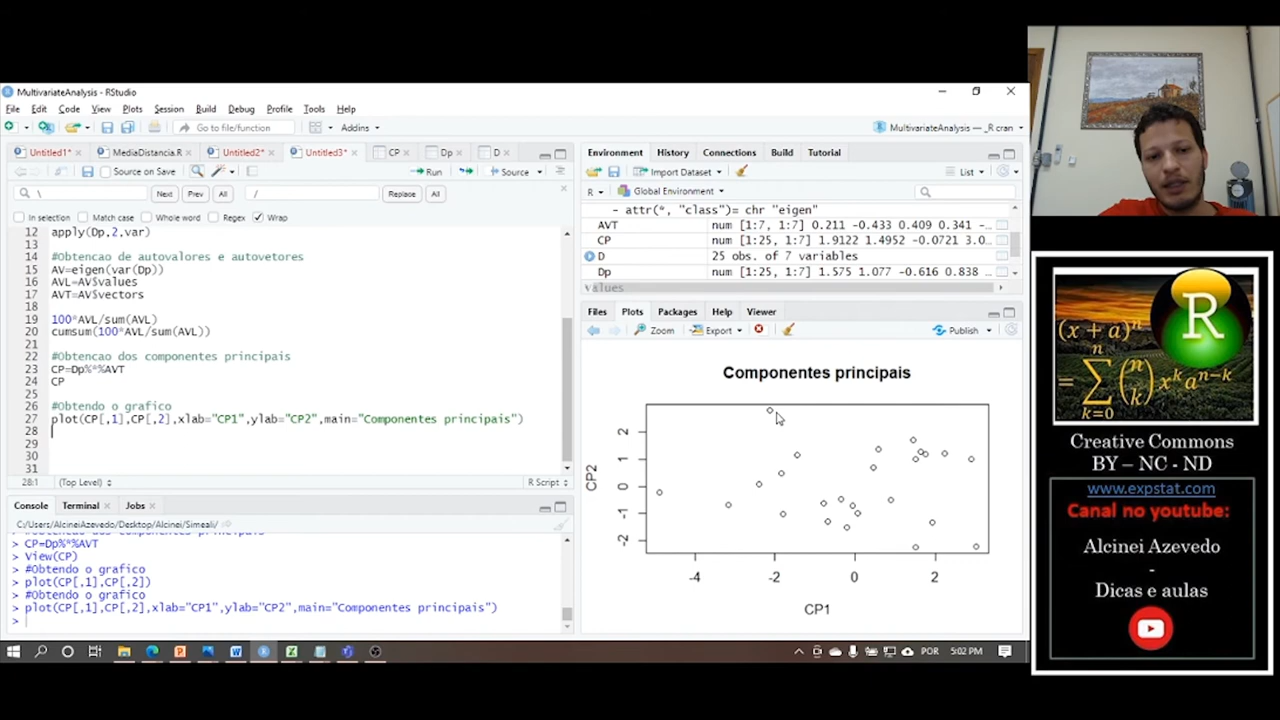 MultivariateAnalysis - RStudio
File Edit Code View Plots Session Build Debug Profile Tools Help
Go to file/function Addins MultivariateAnalysis - _R cran
Untitled1* MediaDistancia.R Untitled2* Untitled3* CP Dp D
Source on Save Run Source
\ Next Prev All / Replace All
In selection Match case Whole word Regex Wrap
12 apply(Dp,2,var)
13
14 #Obtencao de autovalores e autovetores
15 AV=eigen(var(Dp))
16 AVL=AV$values
17 AVT=AV$vectors
18
19 100*AVL/sum(AVL)
20 cumsum(100*AVL/sum(AVL))
21
22 #Obtencao dos componentes principais
23 CP=Dp%*%AVT
24 CP
25
26 #Obtendo o grafico
27 plot(CP[,1],CP[,2],xlab="CP1",ylab="CP2",main="Componentes principais")
28
29
30
31
28:1 (Top Level) R Script
Console Terminal Jobs
C:/Users/AlcineiAzevedo/Desktop/Alcinei/Simeali/
> CP=Dp%*%AVT
> View(CP)
> #Obtendo o grafico
> plot(CP[,1],CP[,2])
> #Obtendo o grafico
> plot(CP[,1],CP[,2],xlab="CP1",ylab="CP2",main="Componentes principais")
>
Environment History Connections Build Tutorial
Import Dataset List
R Global Environment
- attr(*, "class")= chr "eigen"
AVT num [1:7, 1:7] 0.211 -0.433 0.409 0.341 -...
CP num [1:25, 1:7] 1.9122 1.4952 -0.0721 3.0...
D 25 obs. of 7 variables
Dp num [1:25, 1:7] 1.575 1.077 -0.616 0.838 ...
values
Files Plots Packages Help Viewer
Zoom Export Publish
Componentes principais
CP2
2
1
0
-1
-2
-4 -2 0 2
CP1
POR 5:02 PM
R
(x + a)^n
= ∑ (n k) x^k a^(n-k)
n
k=0
Creative Commons
BY – NC - ND
www.expstat.com
Canal no youtube:
Alcinei Azevedo
-
Dicas e aulas